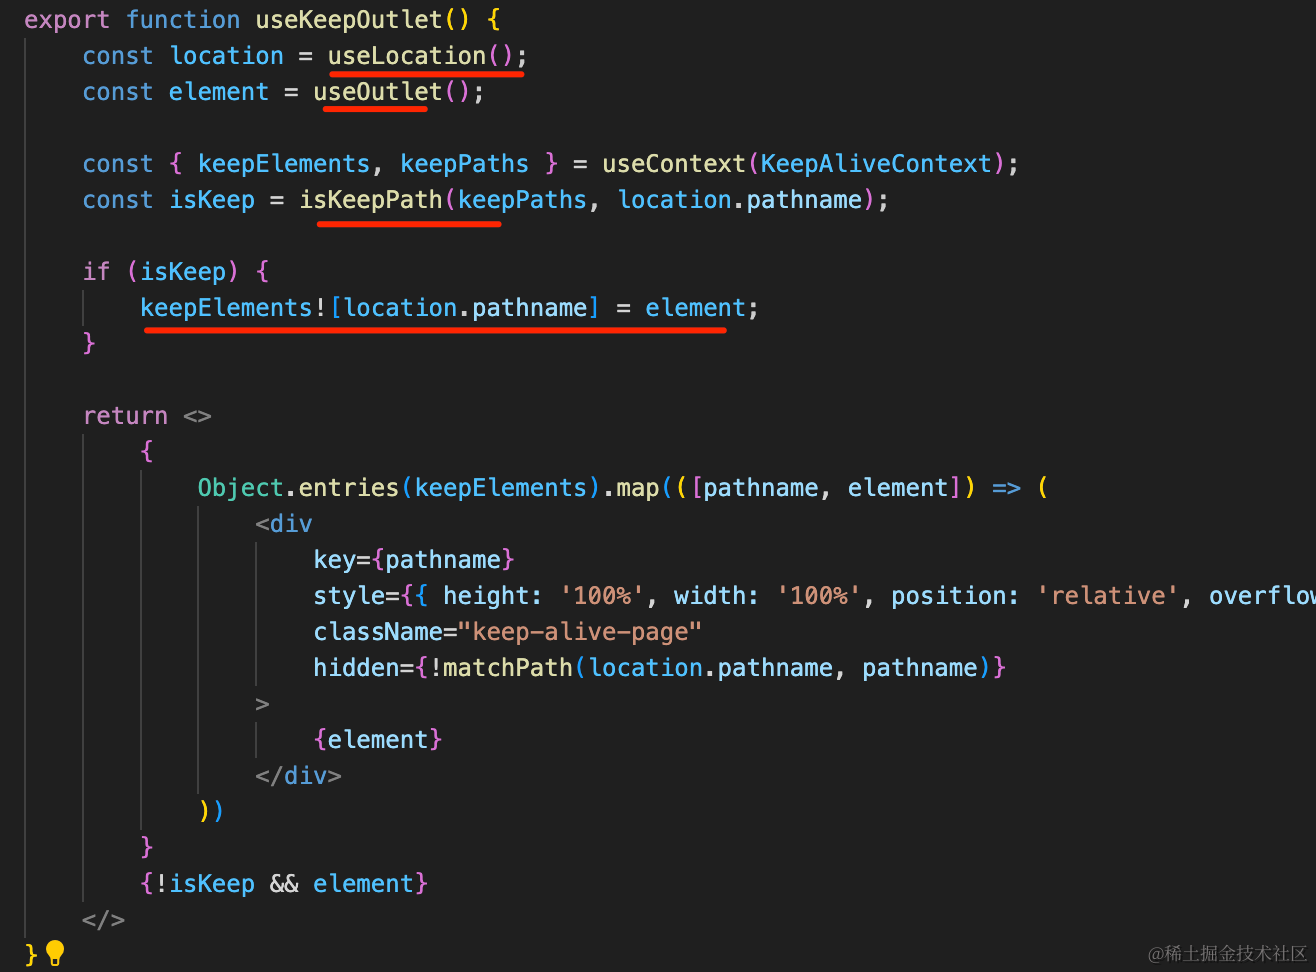 export function useKeepOutlet() {
const location = useLocation();
const element = useOutlet();
const { keepElements, keepPaths } = useContext(KeepAliveContext);
const isKeep = isKeepPath(keepPaths, location.pathname);
if (isKeep) {
keepElements![location.pathname] = element;
}
return <>
{
Object.entries(keepElements).map(([pathname, element]) => (
<div
key={pathname}
style={{ height: '100%', width: '100%', position: 'relative', overflow
className="keep-alive-page"
hidden={!matchPath(location.pathname, pathname)}
>
{element}
</div>
))
}
{!isKeep && element}
</>
}
@稀土掘金技术社区